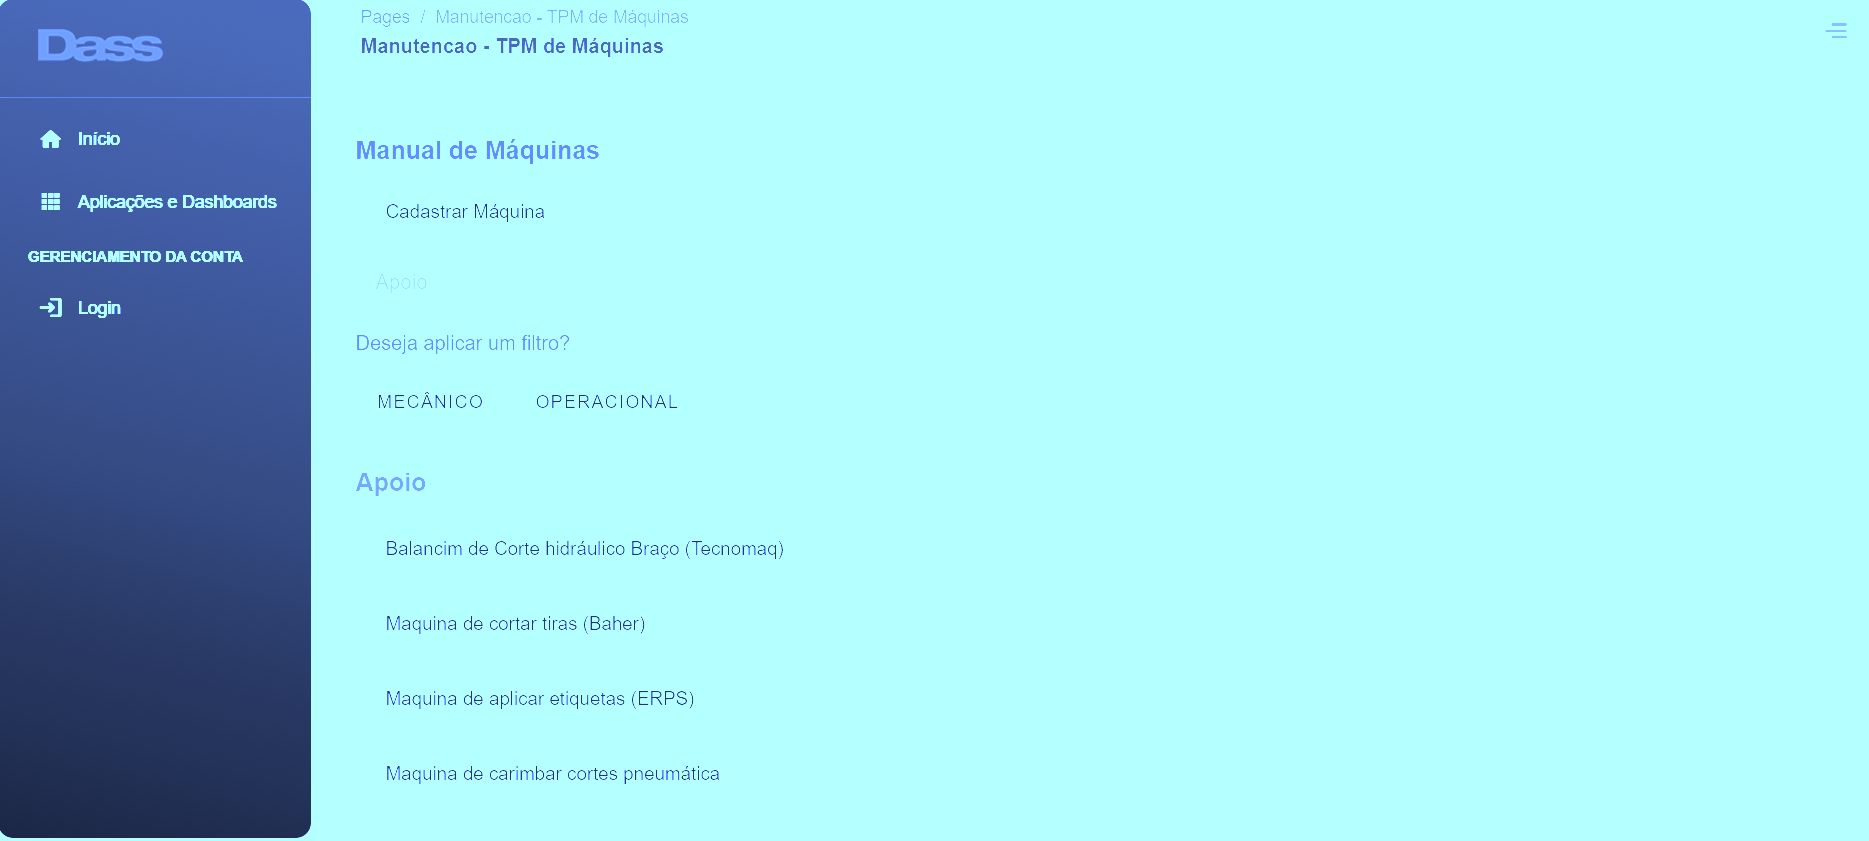 Dass
Início
Aplicações e Dashboards
GERENCIAMENTO DA CONTA
Login
Pages / Manutencao - TPM de Máquinas
Manutencao - TPM de Máquinas
Manual de Máquinas
Cadastrar Máquina
Apoio
Deseja aplicar um filtro?
MECÂNICO OPERACIONAL
Apoio
Balancim de Corte hidráulico Braço (Tecnomaq)
Maquina de cortar tiras (Baher)
Maquina de aplicar etiquetas (ERPS)
Maquina de carimbar cortes pneumática